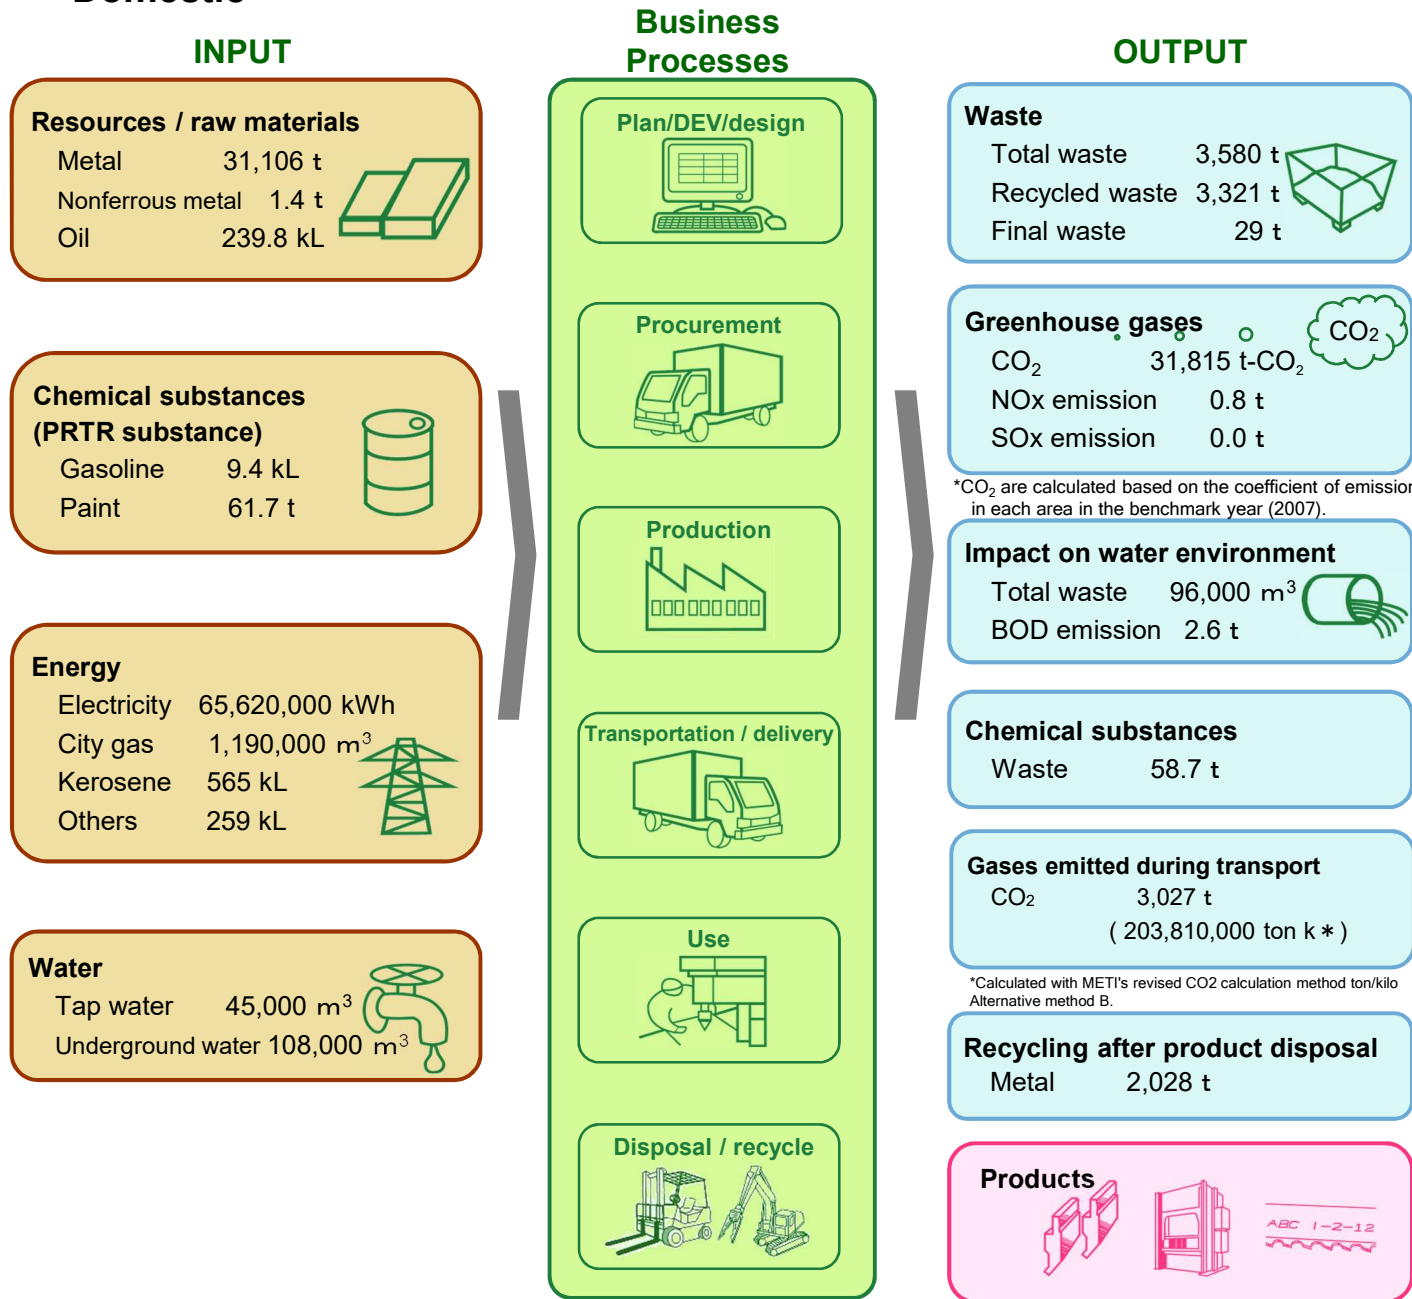 Domestic
INPUT
Resources / raw materials
Metal 31,106 t
Nonferrous metal 1.4 t
Oil 239.8 kL
Chemical substances
(PRTR substance)
Gasoline 9.4 kL
Paint 61.7 t
Energy
Electricity 65,620,000 kWh
City gas 1,190,000 m³
Kerosene 565 kL
Others 259 kL
Water
Tap water 45,000 m³
Underground water 108,000 m³
Business
Processes
Plan/DEV/design
Procurement
Production
Transportation / delivery
Use
Disposal / recycle
OUTPUT
Waste
Total waste 3,580 t
Recycled waste 3,321 t
Final waste 29 t
Greenhouse gases
CO2
CO₂ 31,815 t-CO₂
NOx emission 0.8 t
SOx emission 0.0 t
*CO₂ are calculated based on the coefficient of emission
in each area in the benchmark year (2007).
Impact on water environment
Total waste 96,000 m³
BOD emission 2.6 t
Chemical substances
Waste 58.7 t
Gases emitted during transport
CO2 3,027 t
( 203,810,000 ton k＊)
*Calculated with METI's revised CO2 calculation method ton/kilo
Alternative method B.
Recycling after product disposal
Metal 2,028 t
Products
ABC 1-2-12